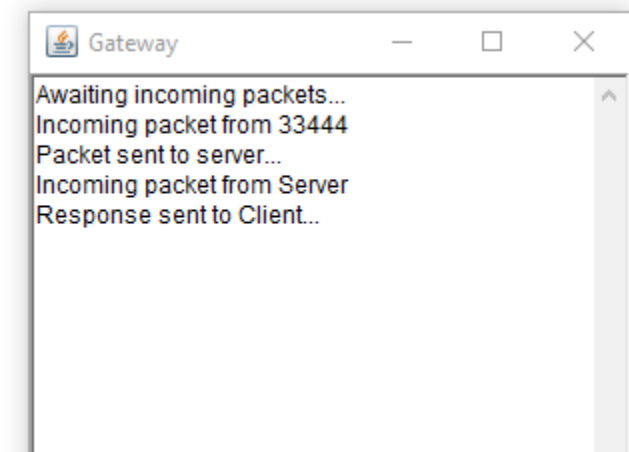 Gateway
Awaiting incoming packets...
Incoming packet from 33444
Packet sent to server...
Incoming packet from Server
Response sent to Client...